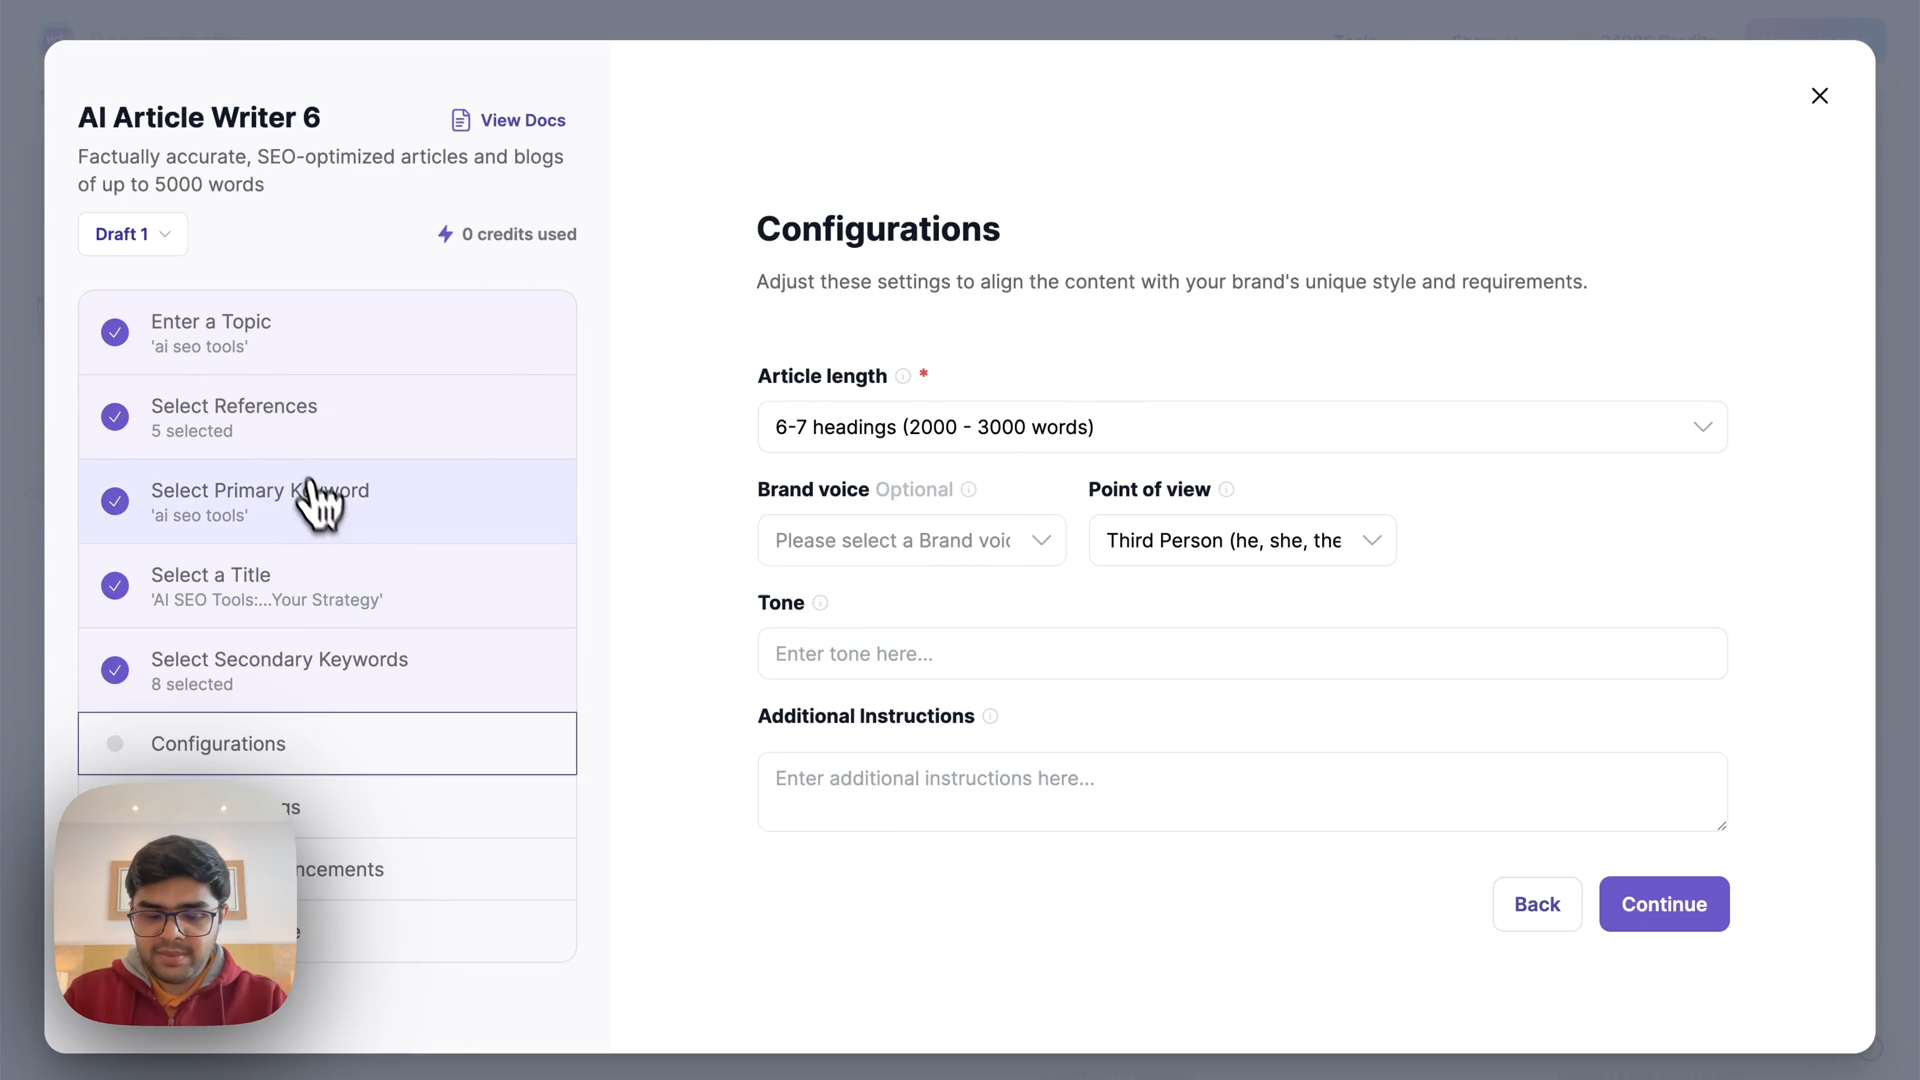 AI Article Writer 6
View Docs
Factually accurate, SEO-optimized articles and blogs
of up to 5000 words
Draft 1
0 credits used
Enter a Topic
'ai seo tools'
Select References
5 selected
Select Primary
'ai seo tools'
Select a Title
'AI SEO Tools:...Your Strategy'
Select Secondary Keywords
8 selected
Configurations
Configurations
Adjust these settings to align the content with your brand's unique style and requirements.
Article length *
6-7 headings (2000 - 3000 words)
Brand voice Optional
Point of view
Please select a Brand voic
Third Person (he, she, the
Tone
Enter tone here...
Additional Instructions
Enter additional instructions here...
Back
Continue